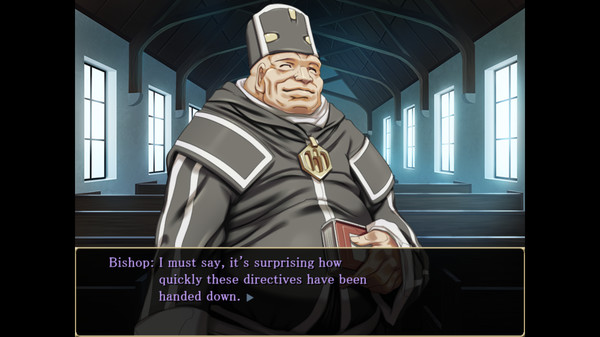 Bishop: I must say, it's surprising how
quickly these directives have been
handed down.